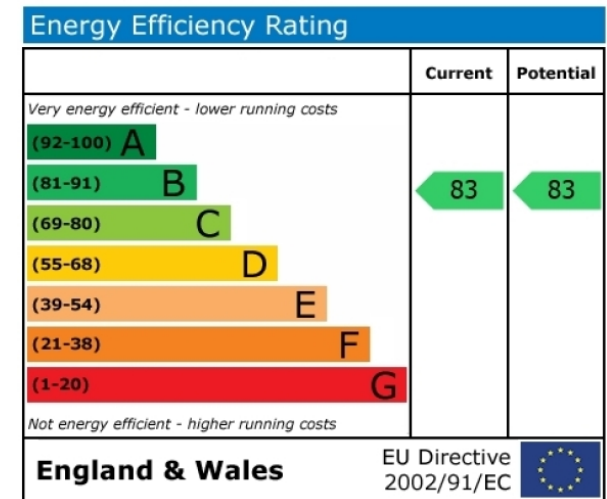 Energy Efficiency Rating
Current Potential
Very energy efficient - lower running costs
(92-100) A
(81-91) B 83 83
(69-80) C
(55-68) D
(39-54) E
(21-38) F
(1-20) G
Not energy efficient - higher running costs
England & Wales
EU Directive
2002/91/EC